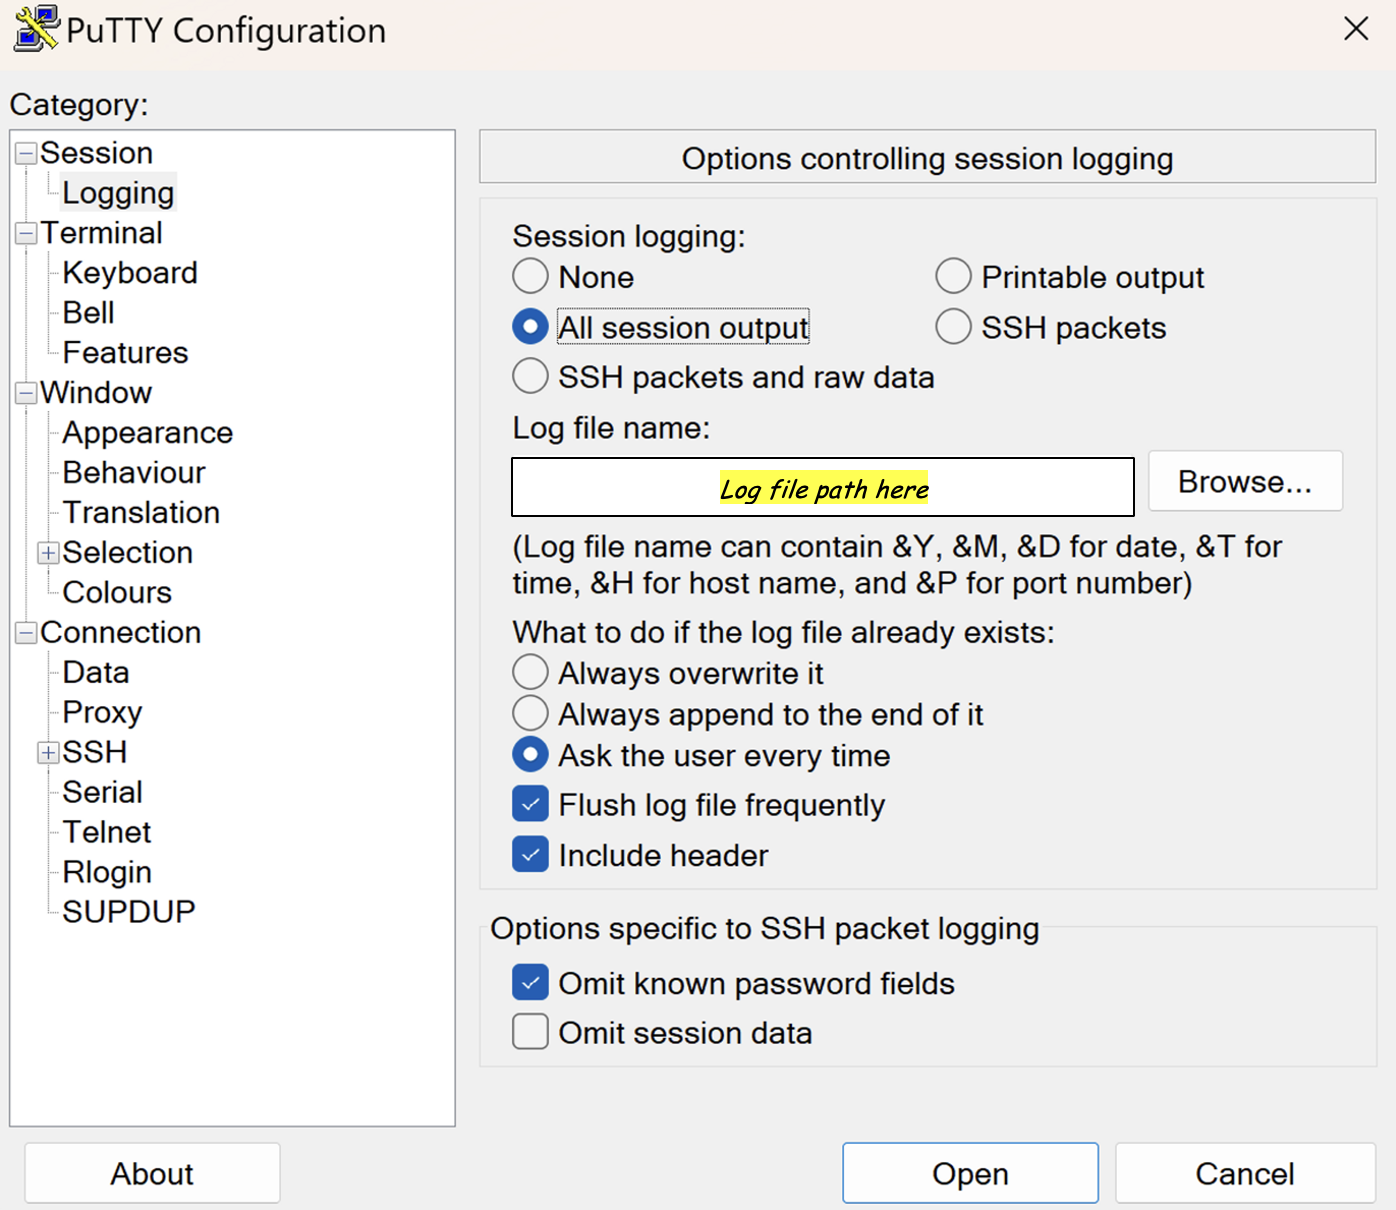 PuTTY Configuration
Category:
Session
Logging
Terminal
Keyboard
Bell
Features
Window
Appearance
Behaviour
Translation
Selection
Colours
Connection
Data
Proxy
SSH
Serial
Telnet
Rlogin
SUPDUP
Options controlling session logging
Session logging:
None
Printable output
All session output
SSH packets
SSH packets and raw data
Log file name:
Log file path here
Browse...
(Log file name can contain &Y, &M, &D for date, &T for
time, &H for host name, and &P for port number)
What to do if the log file already exists:
Always overwrite it
Always append to the end of it
Ask the user every time
Flush log file frequently
Include header
Options specific to SSH packet logging
Omit known password fields
Omit session data
About
Open
Cancel